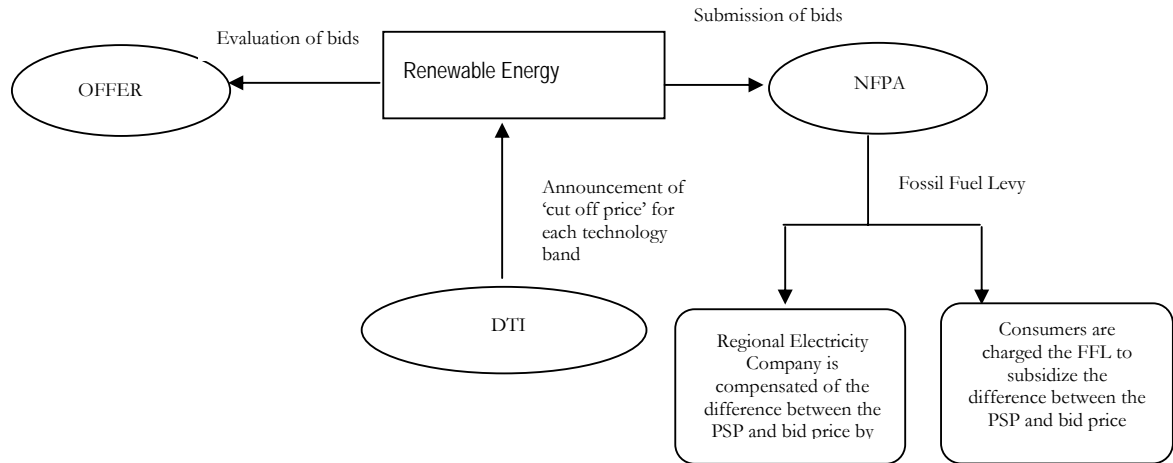 Submission of bids
Evaluation of bids
Renewable Energy
OFFER
NFPA
Announcement of
‘cut off price’ for
each technology
band
Fossil Fuel Levy
DTI
Regional Electricity
Company is
compensated of the
difference between the
PSP and bid price by
Consumers are
charged the FFL to
subsidize the
difference between the
PSP and bid price